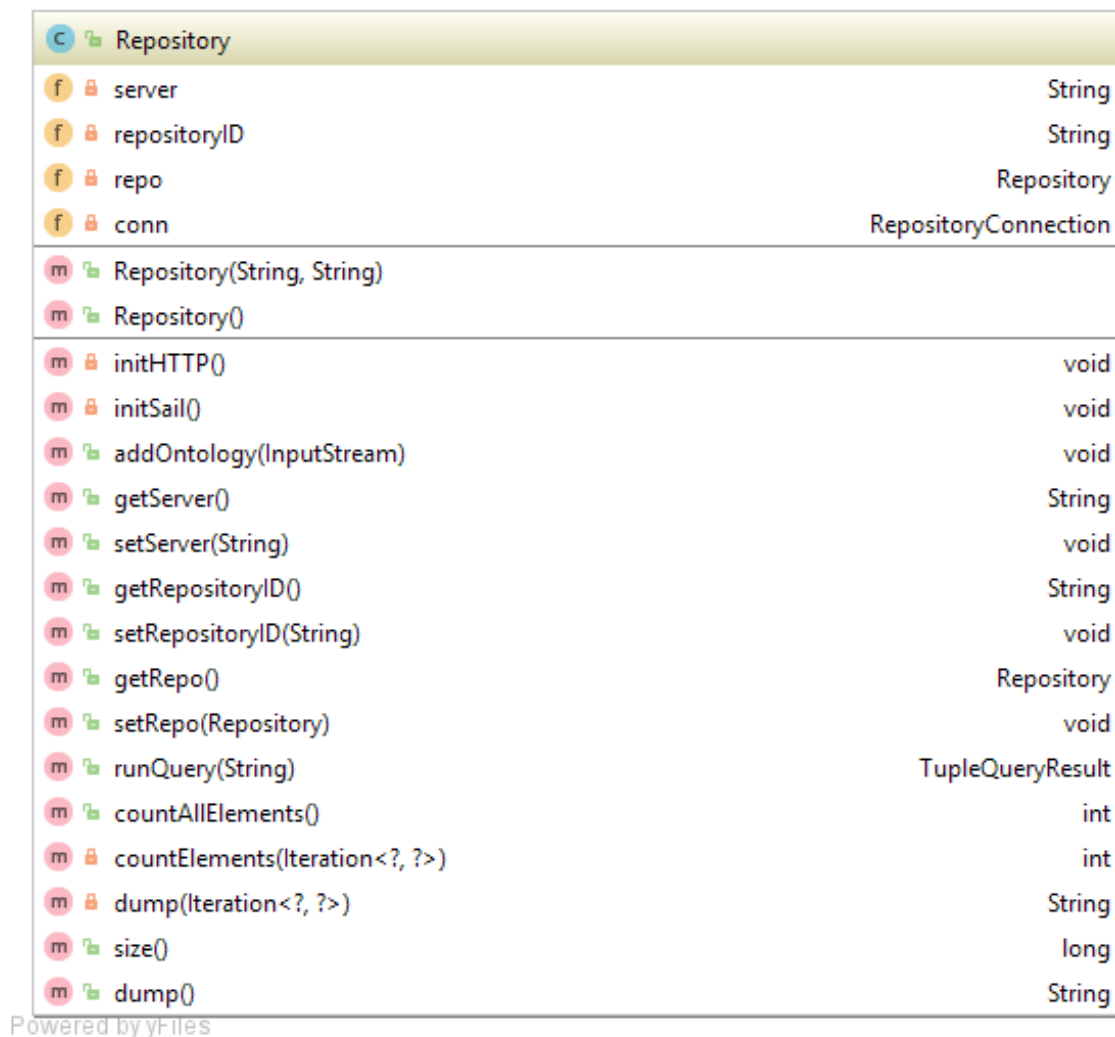 C Repository
f server String
f repositoryID String
f repo Repository
f conn RepositoryConnection
m Repository(String, String)
m Repository()
m initHTTP() void
m initSail() void
m addOntology(InputStream) void
m getServer() String
m setServer(String) void
m getRepositoryID() String
m setRepositoryID(String) void
m getRepo() Repository
m setRepo(Repository) void
m runQuery(String) TupleQueryResult
m countAllElements() int
m countElements(Iteration<?, ?>) int
m dump(Iteration<?, ?>) String
m size() long
m dump() String
Powered by yFiles